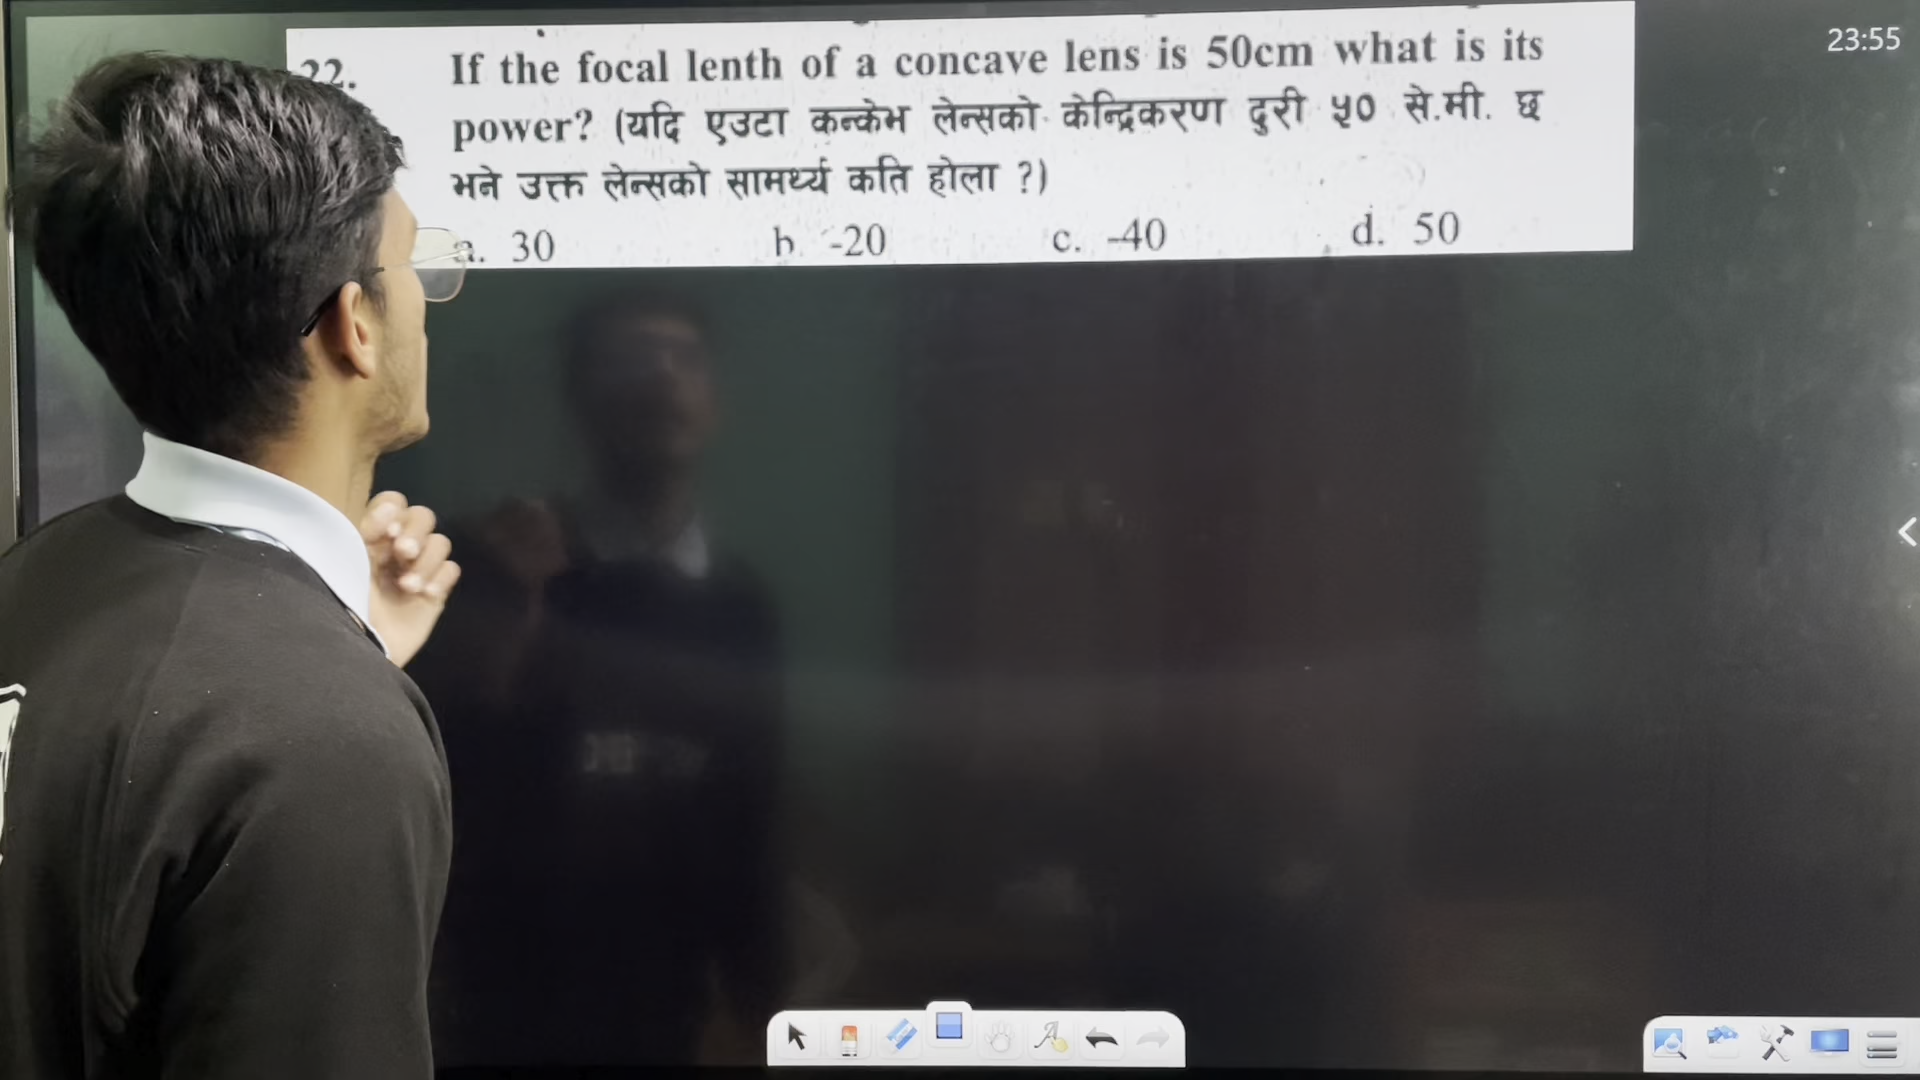 23:55
22. If the focal lenth of a concave lens is 50cm what is its
power? (यदि एउटा कन्केभ लेन्सको केन्द्रिकरण दुरी ५० से.मी. छ
भने उक्त लेन्सको सामर्थ्य कति होला ?)
a. 30 b. -20 c. -40 d. 50